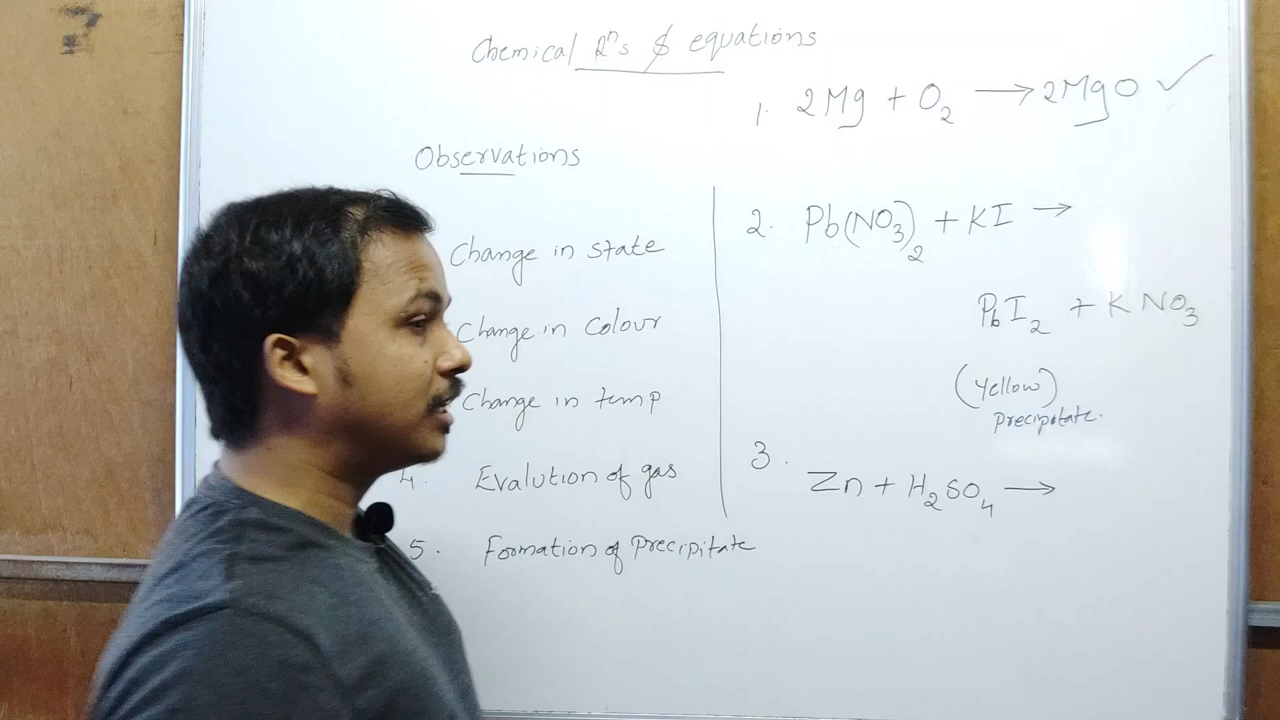 Chemical Rⁿs & equations
Observations
Change in state
Change in Colour
Change in temp
4. Evalution of gas
5. Formation of Precipitate
1. 2Mg + O₂ → 2MgO ✓
2. Pb(NO₃)₂ + KI →
PbI₂ + KNO₃
(Yellow)
precipitate.
3.
Zn + H₂SO₄ →